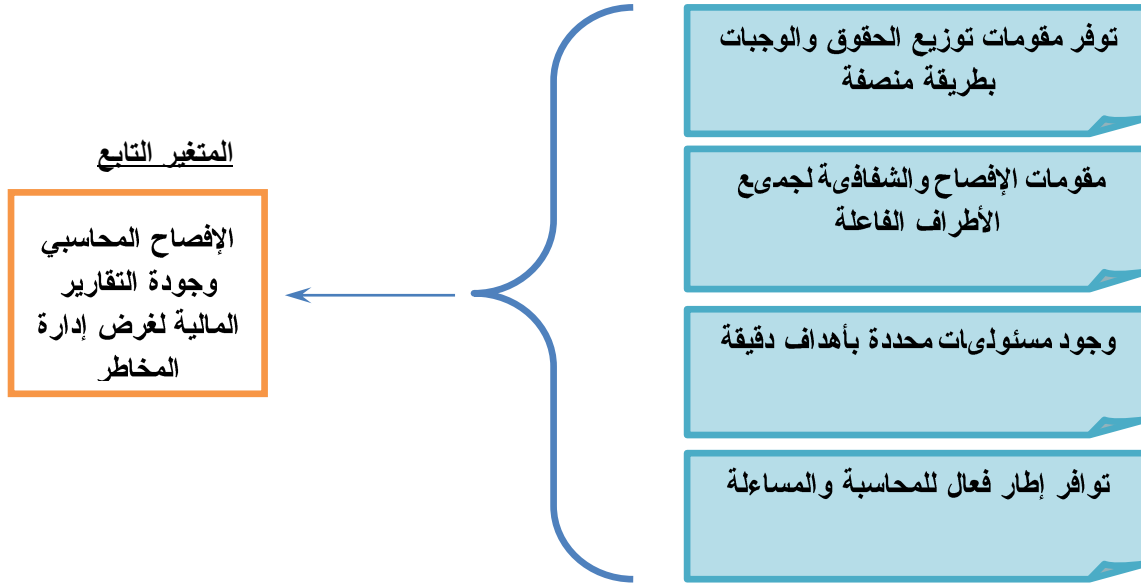 توفر مقومات توزيع الحقوق والوجبات
بطريقة منصفة
مقومات الإفصاح والشفافىة لجمىع
الأطراف الفاعلة
وجود مسئولىات محددة بأهداف دقيقة
توافر إطار فعال للمحاسبة والمساءلة
المتغير التابع
الإفصاح المحاسبي
وجودة التقارير
المالية لغرض إدارة
المخاطر